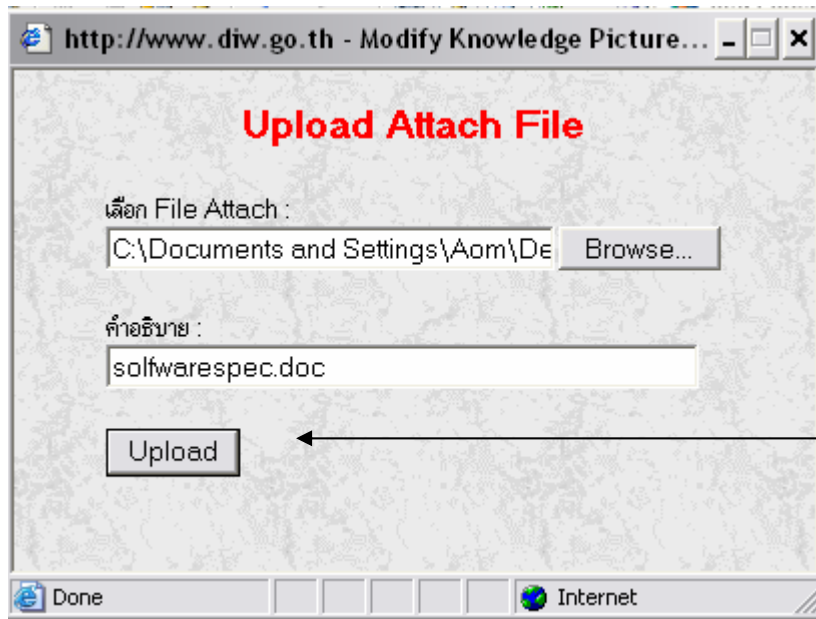 http://www.diw.go.th - Modify Knowledge Picture...
Upload Attach File
เลือก File Attach :
C:\Documents and Settings\Aom\De Browse...
คำอธิบาย :
solfwarespec.doc
Upload
Done Internet